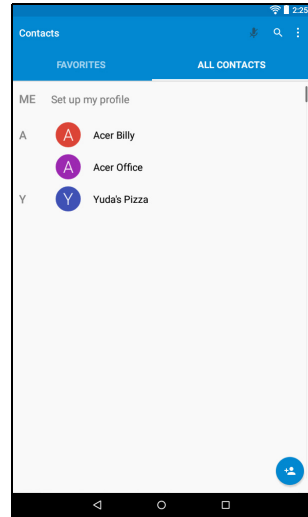 2:25
Contacts
FAVORITES ALL CONTACTS
ME Set up my profile
A A Acer Billy
A Acer Office
Y Y Yuda's Pizza